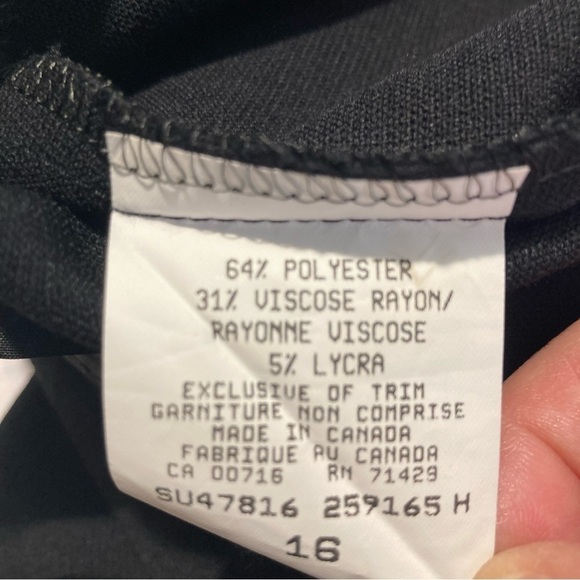 64% POLYESTER
31% VISCOSE RAYON/
RAYONNE VISCOSE
5% LYCRA
EXCLUSIVE OF TRIM
GARNITURE NON COMPRISE
MADE IN CANADA
FABRIQUE AU CANADA
CA 00716 RN 71429
SU47816 259165 H
16